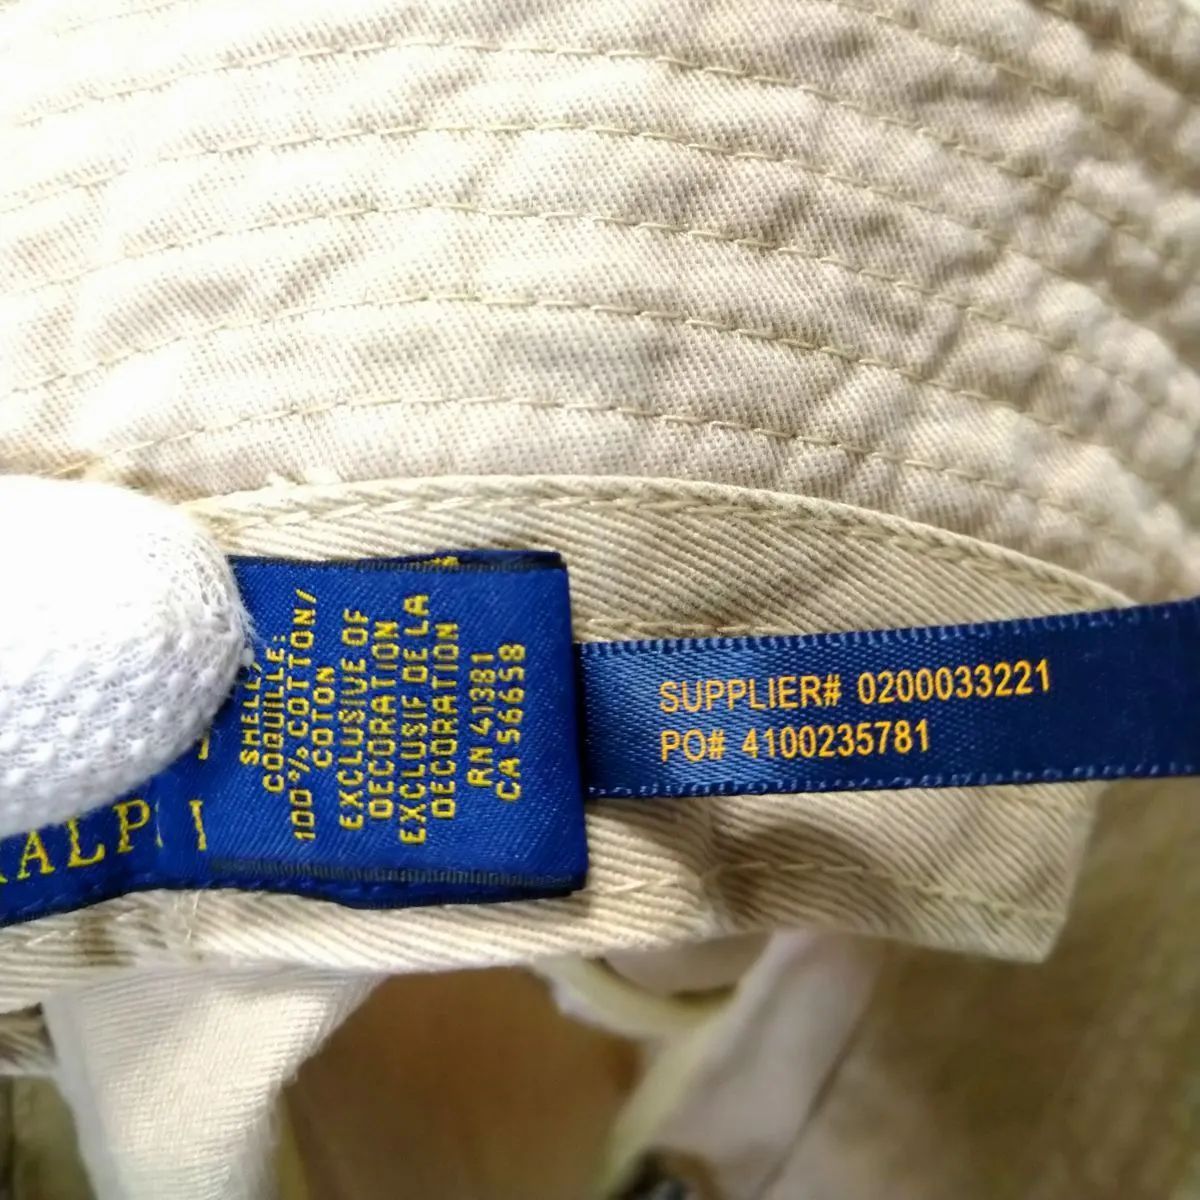 SHELL/
COQUILLE:
100% COTTON/
COTON
EXCLUSIVE OF
DECORATION
EXCLUSIF DE LA
DECORATION
RN 41381
CA 56658
SUPPLIER# 0200033221
PO# 4100235781